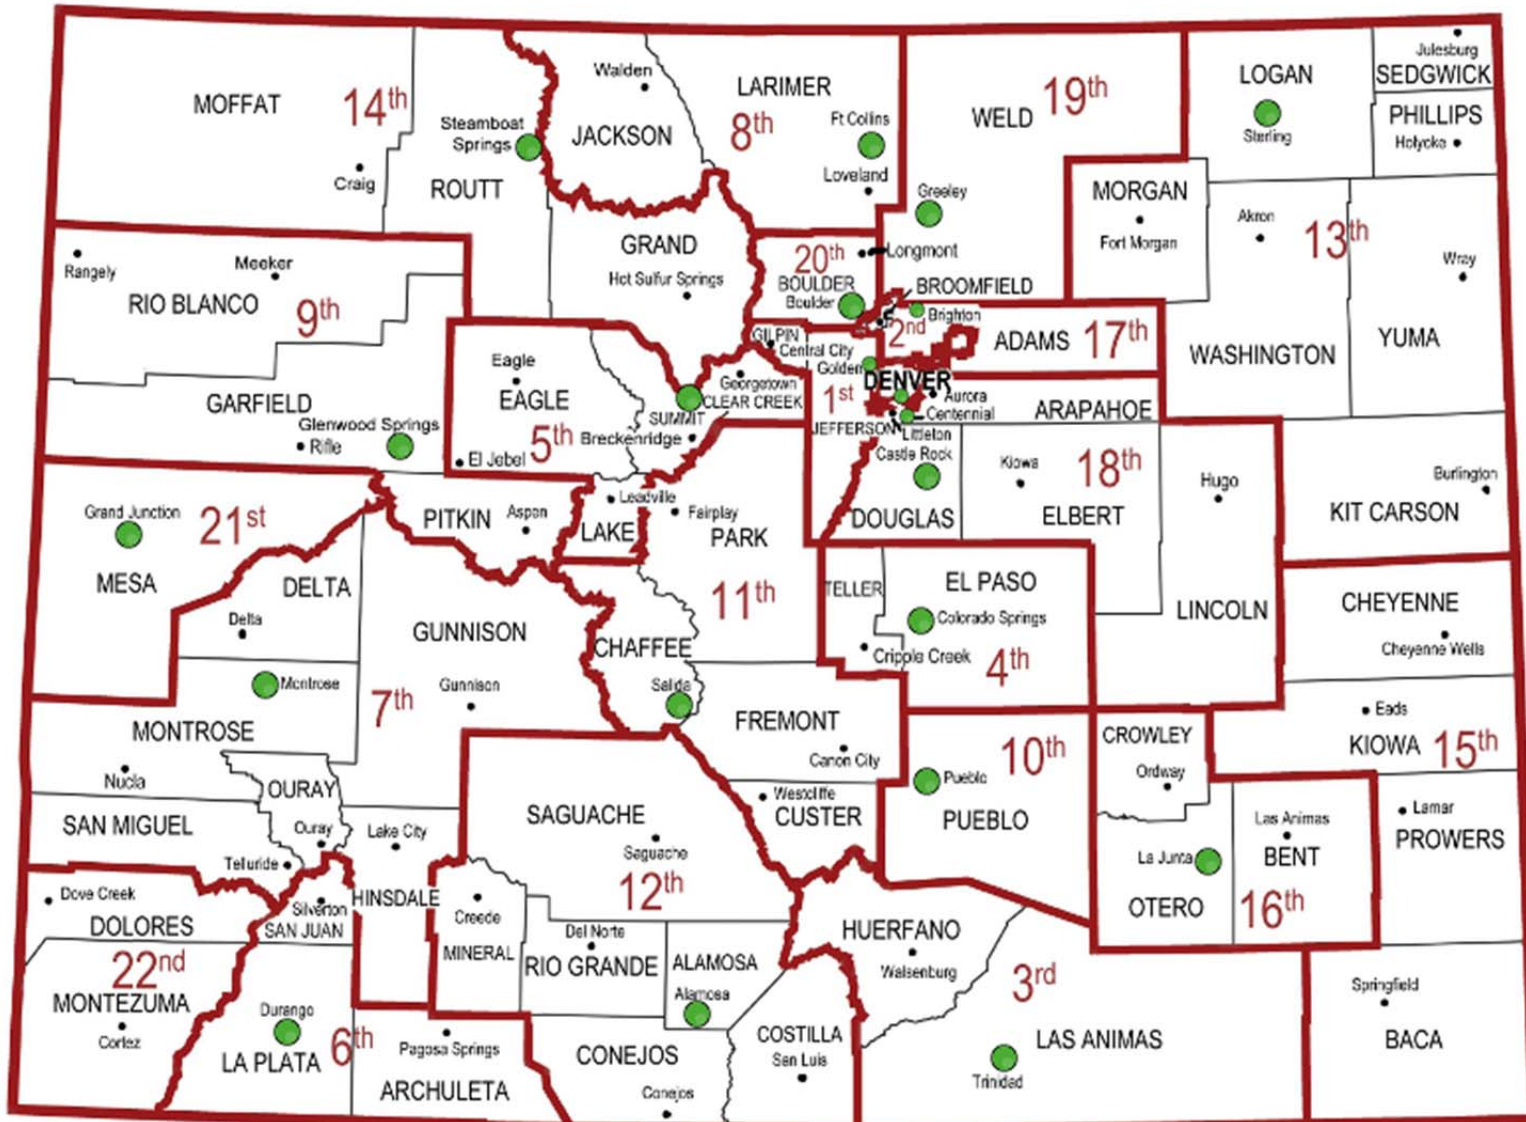 MOFFAT
14th
Craig
Steamboat
Springs
ROUTT
Walden
JACKSON
LARIMER
8th
Ft Collins
Loveland
WELD
19th
Greeley
LOGAN
Sterling
Julesburg
SEDGWICK
PHILLIPS
Holycke
MORGAN
Fort Morgan
Akron
13th
Wray
WASHINGTON
YUMA
Rangely
Meeker
RIO BLANCO
9th
GRAND
Hot Sulfur Springs
20th
Longmont
BOULDER
Boulder
BROOMFIELD
Brighton
2nd
ADAMS
17th
GILPIN
Central City
Golden
DENVER
Aurora
Centennial
ARAPAHOE
1st
JEFFERSON
Littleton
Georgetown
CLEAR CREEK
Eagle
EAGLE
5th
El Jebel
SUMMIT
Breckenridge
GARFIELD
Glenwood Springs
Rifle
Castle Rock
DOUGLAS
Kiowa
18th
ELBERT
Hugo
LINCOLN
Burlington
KIT CARSON
Grand Junction
21st
MESA
PITKIN
Aspen
Leadville
LAKE
Fairplay
PARK
11th
DELTA
Delta
GUNNISON
Gunnison
7th
CHAFFEE
Salida
TELLER
Cripple Creek
EL PASO
Colorado Springs
4th
CHEYENNE
Cheyenne Wells
Montrose
MONTROSE
Nucla
OURAY
Ouray
SAN MIGUEL
Telluride
Lake City
HINSDALE
FREMONT
Canon City
Westcliffe
CUSTER
10th
Pueblo
PUEBLO
CROWLEY
Ordway
Eads
KIOWA
15th
Lamar
PROWERS
SAGUACHE
Saguache
12th
La Junta
OTERO
Las Animas
BENT
16th
Dove Creek
DOLORES
22nd
MONTEZUMA
Cortez
Silverton
SAN JUAN
Durango
LA PLATA
6th
Pagosa Springs
ARCHULETA
Creede
MINERAL
Del Norte
RIO GRANDE
ALAMOSA
Alamosa
CONEJOS
Conejos
COSTILLA
San Luis
HUERFANO
Walsenburg
3rd
LAS ANIMAS
Trinidad
Springfield
BACA